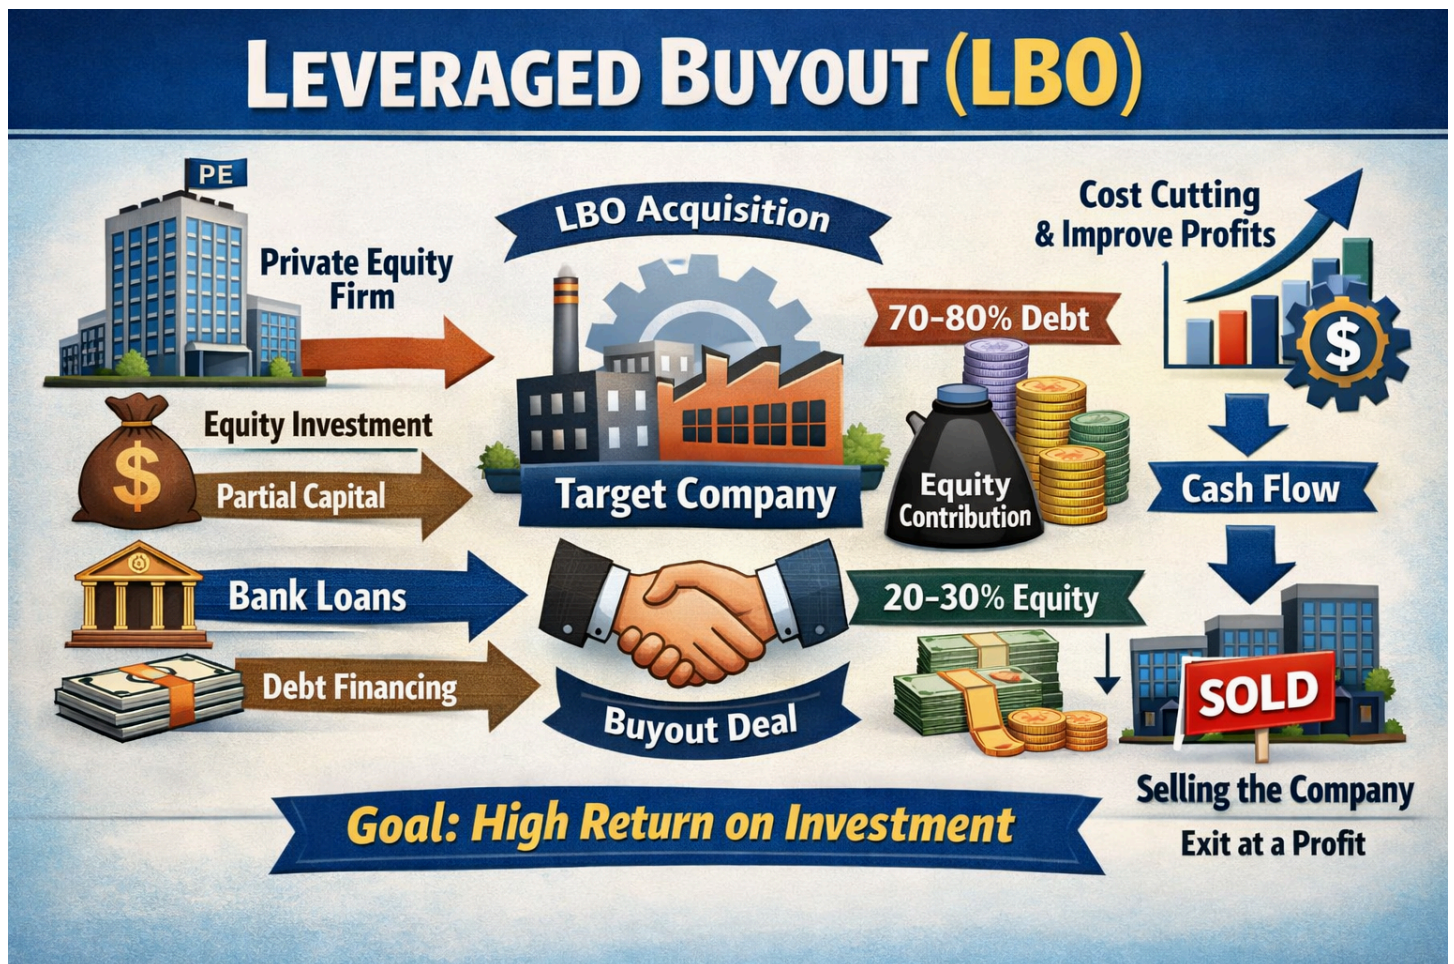 LEVERAGED BUYOUT (LBO)
PE
Private Equity
Firm
Equity Investment
Partial Capital
Bank Loans
Debt Financing
LBO Acquisition
Target Company
Buyout Deal
70-80% Debt
Equity
Contribution
20-30% Equity
Cost Cutting
& Improve Profits
$
$
Cash Flow
SOLD
Selling the Company
Exit at a Profit
Goal: High Return on Investment